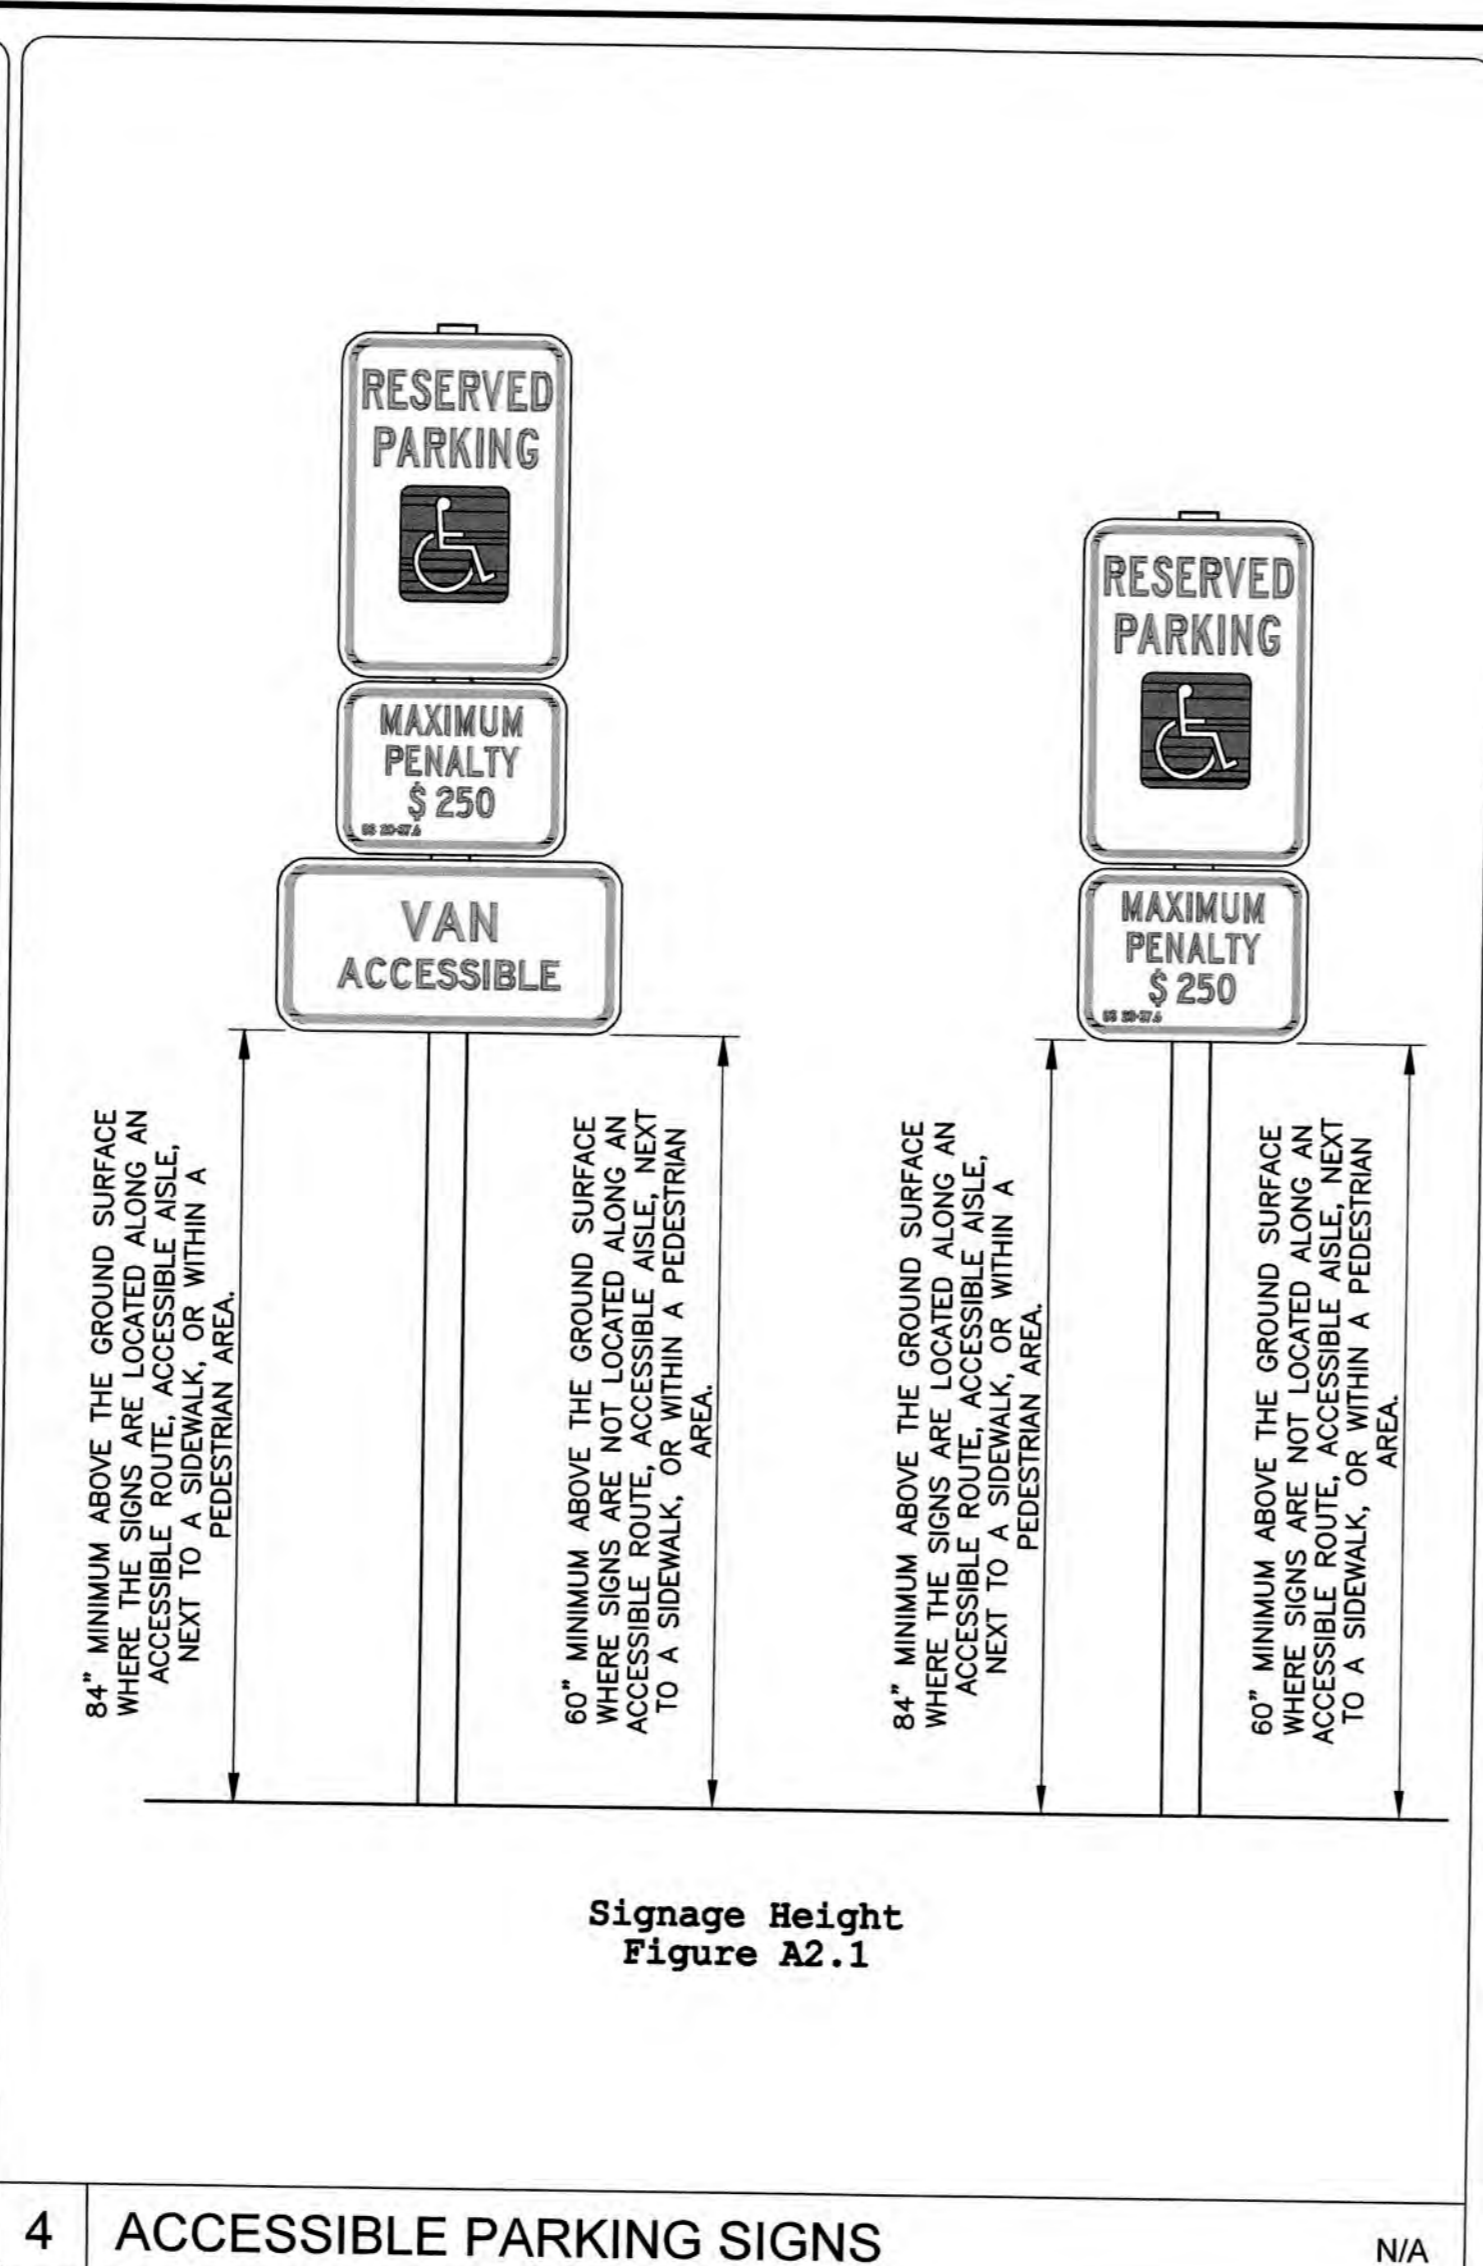 RESERVED
PARKING
MAXIMUM
PENALTY
$ 250
VAN
ACCESSIBLE
84" MINIMUM ABOVE THE GROUND SURFACE
WHERE THE SIGNS ARE LOCATED ALONG AN
ACCESSIBLE ROUTE, ACCESSIBLE AISLE,
NEXT TO A SIDEWALK, OR WITHIN A
PEDESTRIAN AREA.
60" MINIMUM ABOVE THE GROUND SURFACE
WHERE SIGNS ARE NOT LOCATED ALONG AN
ACCESSIBLE ROUTE, ACCESSIBLE AISLE, NEXT
TO A SIDEWALK, OR WITHIN A PEDESTRIAN
AREA.
RESERVED
PARKING
MAXIMUM
PENALTY
$ 250
84" MINIMUM ABOVE THE GROUND SURFACE
WHERE THE SIGNS ARE LOCATED ALONG AN
ACCESSIBLE ROUTE, ACCESSIBLE AISLE,
NEXT TO A SIDEWALK, OR WITHIN A
PEDESTRIAN AREA.
60" MINIMUM ABOVE THE GROUND SURFACE
WHERE SIGNS ARE NOT LOCATED ALONG AN
ACCESSIBLE ROUTE, ACCESSIBLE AISLE, NEXT
TO A SIDEWALK, OR WITHIN A PEDESTRIAN
AREA.
Signage Height
Figure A2.1
4 ACCESSIBLE PARKING SIGNS N/A